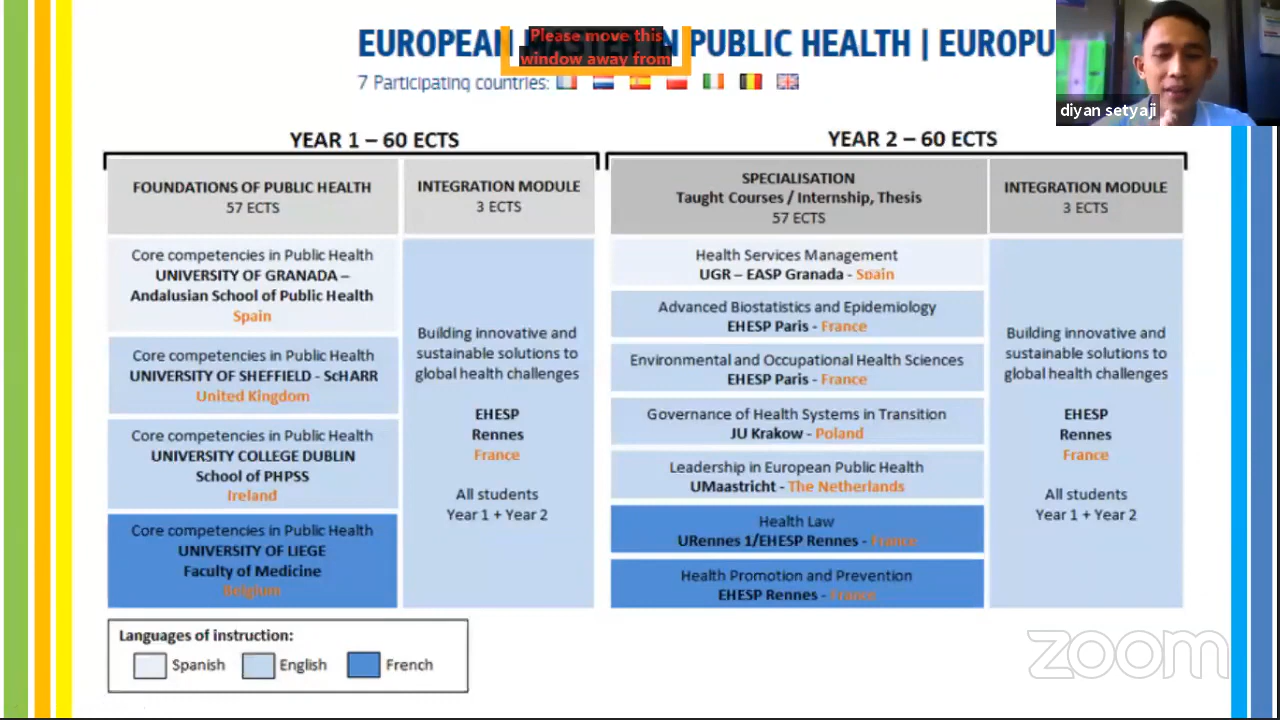 EUROPEAN IN PUBLIC HEALTH | EUROPU
Please move this
window away from
7 Participating countries:
diyan setyaji
YEAR 1 – 60 ECTS
YEAR 2 – 60 ECTS
FOUNDATIONS OF PUBLIC HEALTH
57 ECTS
INTEGRATION MODULE
3 ECTS
SPECIALISATION
Taught Courses / Internship, Thesis
57 ECTS
INTEGRATION MODULE
3 ECTS
Core competencies in Public Health
UNIVERSITY OF GRANADA –
Andalusian School of Public Health
Spain
Core competencies in Public Health
UNIVERSITY OF SHEFFIELD - ScHARR
United Kingdom
Core competencies in Public Health
UNIVERSITY COLLEGE DUBLIN
School of PHPSS
Ireland
Core competencies in Public Health
UNIVERSITY OF LIEGE
Faculty of Medicine
Belgium
Building innovative and
sustainable solutions to
global health challenges
EHESP
Rennes
France
All students
Year 1 + Year 2
Health Services Management
UGR – EASP Granada - Spain
Advanced Biostatistics and Epidemiology
EHESP Paris - France
Environmental and Occupational Health Sciences
EHESP Paris - France
Governance of Health Systems in Transition
JU Krakow - Poland
Leadership in European Public Health
UMaastricht - The Netherlands
Health Law
URennes 1/EHESP Rennes - France
Health Promotion and Prevention
EHESP Rennes - France
Building innovative and
sustainable solutions to
global health challenges
EHESP
Rennes
France
All students
Year 1 + Year 2
Languages of instruction:
Spanish
English
French
zoom